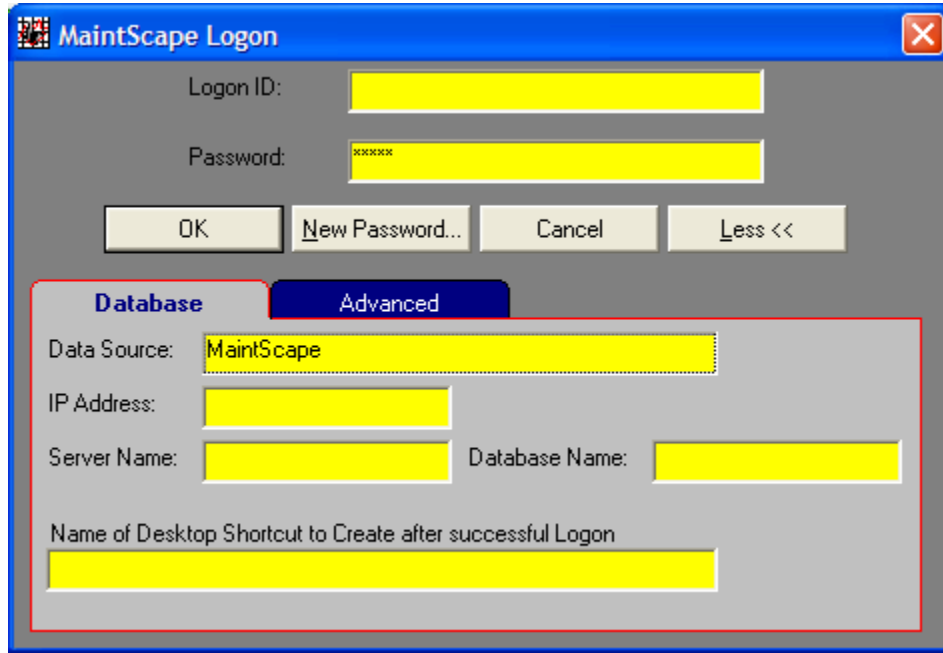 MaintScape Logon
Logon ID:
Password: *****
OK New Password... Cancel Less <<
Database Advanced
Data Source: MaintScape
IP Address:
Server Name: Database Name:
Name of Desktop Shortcut to Create after successful Logon